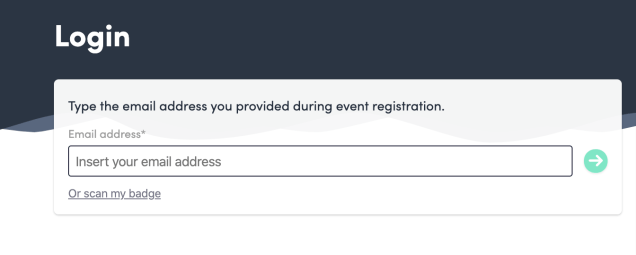 Login
Type the email address you provided during event registration.
Email address*
Insert your email address
Or scan my badge